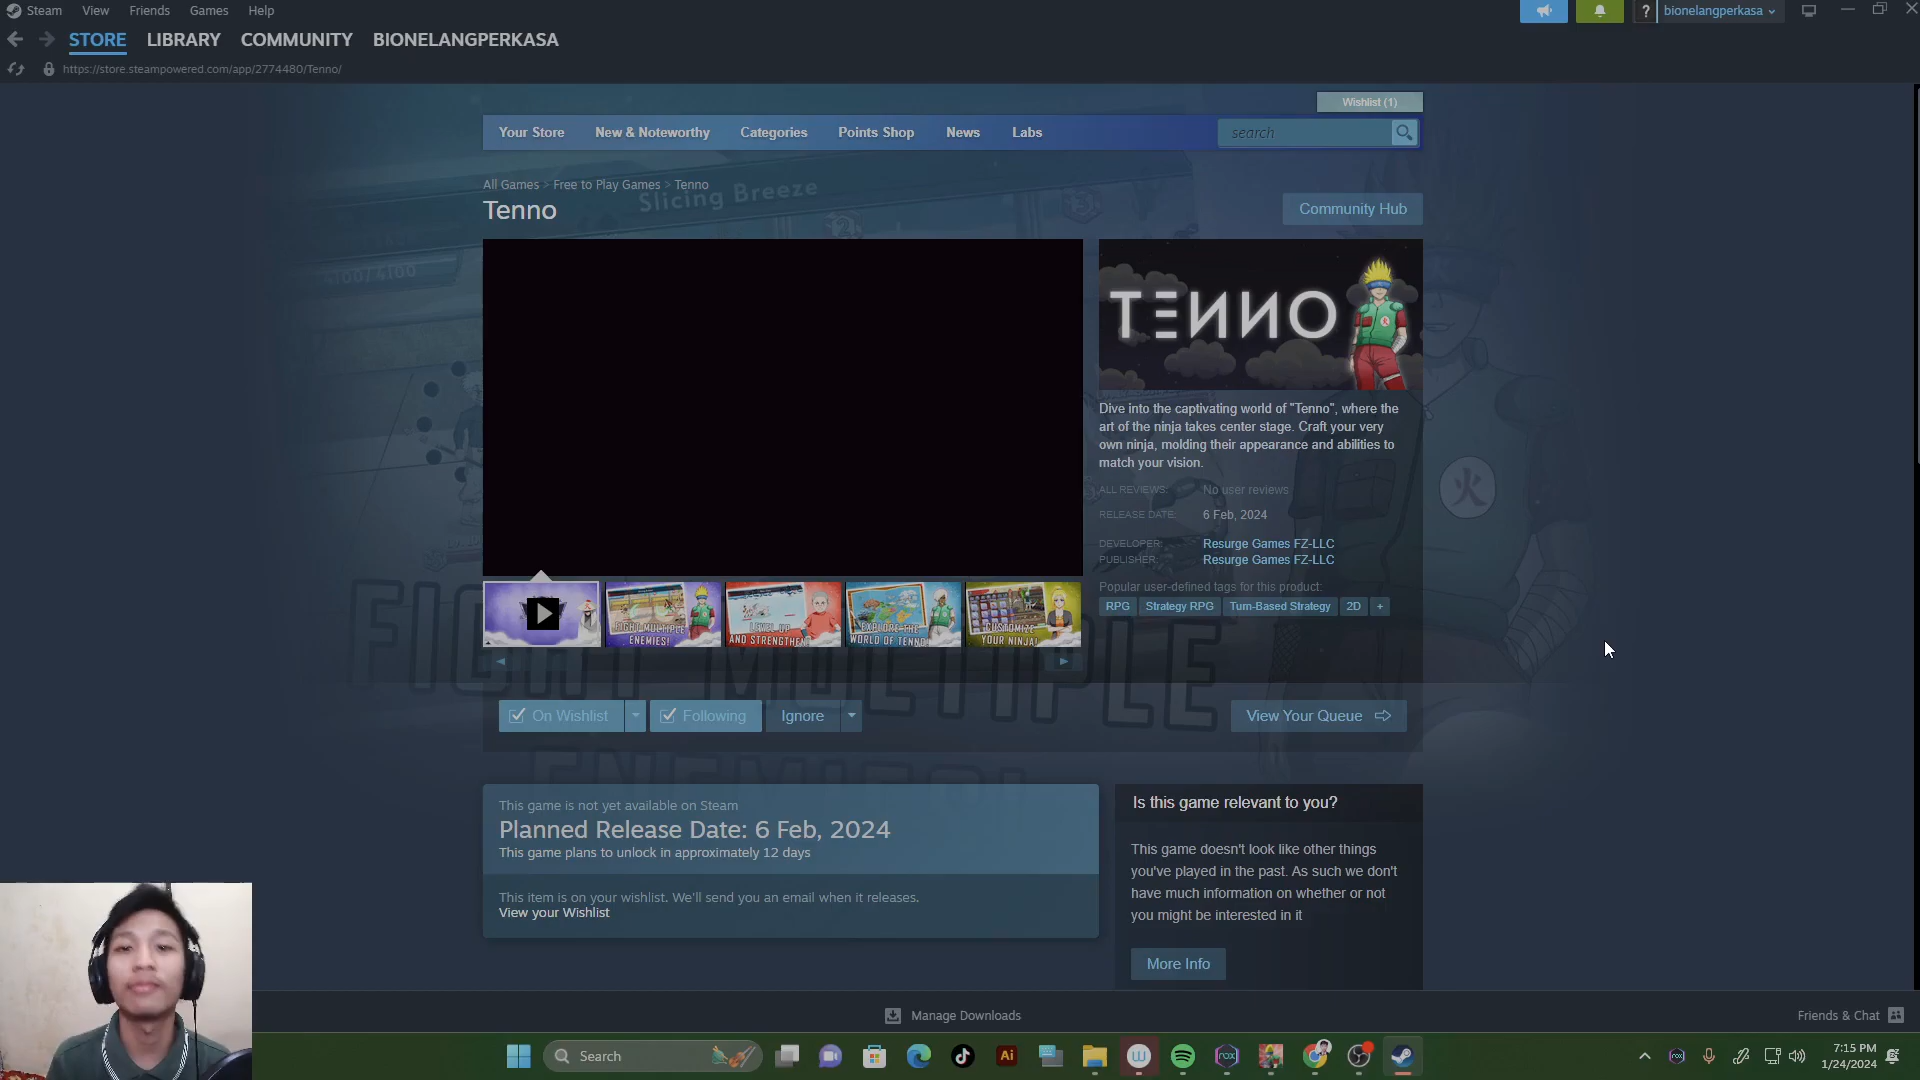 Steam View Friends Games Help
? bionelangperkasa
STORE LIBRARY COMMUNITY BIONELANGPERKASA
https://store.steampowered.com/app/2774480/Tenno/
Wishlist (1)
Your Store New & Noteworthy Categories Points Shop News Labs search
All Games > Free to Play Games > Tenno
Slicing Breeze
Tenno
Community Hub
TENNO
Dive into the captivating world of "Tenno", where the
art of the ninja takes center stage. Craft your very
own ninja, molding their appearance and abilities to
match your vision.
ALL REVIEWS: No user reviews
RELEASE DATE: 6 Feb, 2024
DEVELOPER: Resurge Games FZ-LLC
PUBLISHER: Resurge Games FZ-LLC
Popular user-defined tags for this product:
RPG Strategy RPG Turn-Based Strategy 2D +
火
FIGHT MULTIPLE ENEMIES!
LEVEL UP AND STRENGTHEN!
EXPLORE THE WORLD OF TENNO!
CUSTOMIZE YOUR NINJA!
FIGHT MULTIPLE
ENEMIES!
On Wishlist Following Ignore View Your Queue
This game is not yet available on Steam
Planned Release Date: 6 Feb, 2024
This game plans to unlock in approximately 12 days
This item is on your wishlist. We'll send you an email when it releases.
View your Wishlist
Is this game relevant to you?
This game doesn't look like other things
you've played in the past. As such we don't
have much information on whether or not
you might be interested in it
More Info
Manage Downloads
Friends & Chat
Search
Ai
7:15 PM
1/24/2024